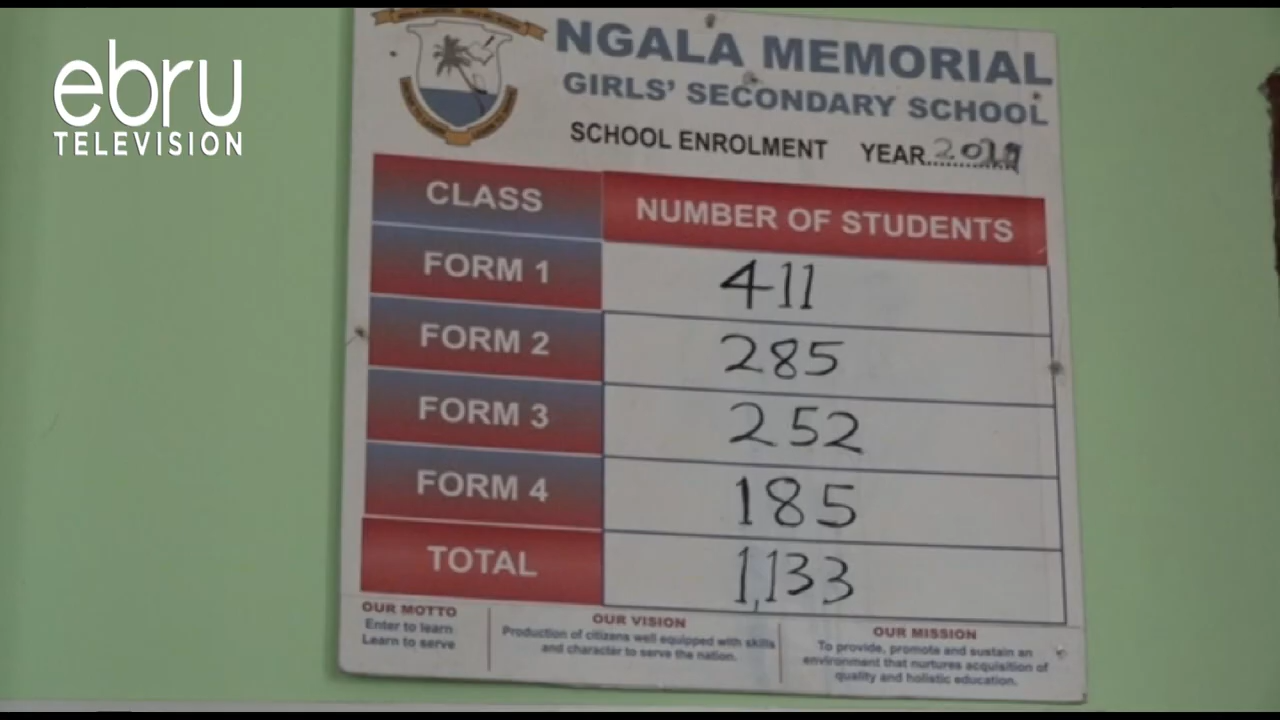 ebru
TELEVISION
NGALA MEMORIAL
GIRLS' SECONDARY SCHOOL
SCHOOL ENROLMENT YEAR 2019
CLASS NUMBER OF STUDENTS
FORM 1 411
FORM 2 285
FORM 3 252
FORM 4 185
TOTAL 1,133
OUR MOTTO
Enter to learn
Learn to serve
OUR VISION
Production of citizens well equipped with skills
and character to serve the nation.
OUR MISSION
To provide, promote and sustain an
environment that nurtures acquisition of
quality and holistic education.